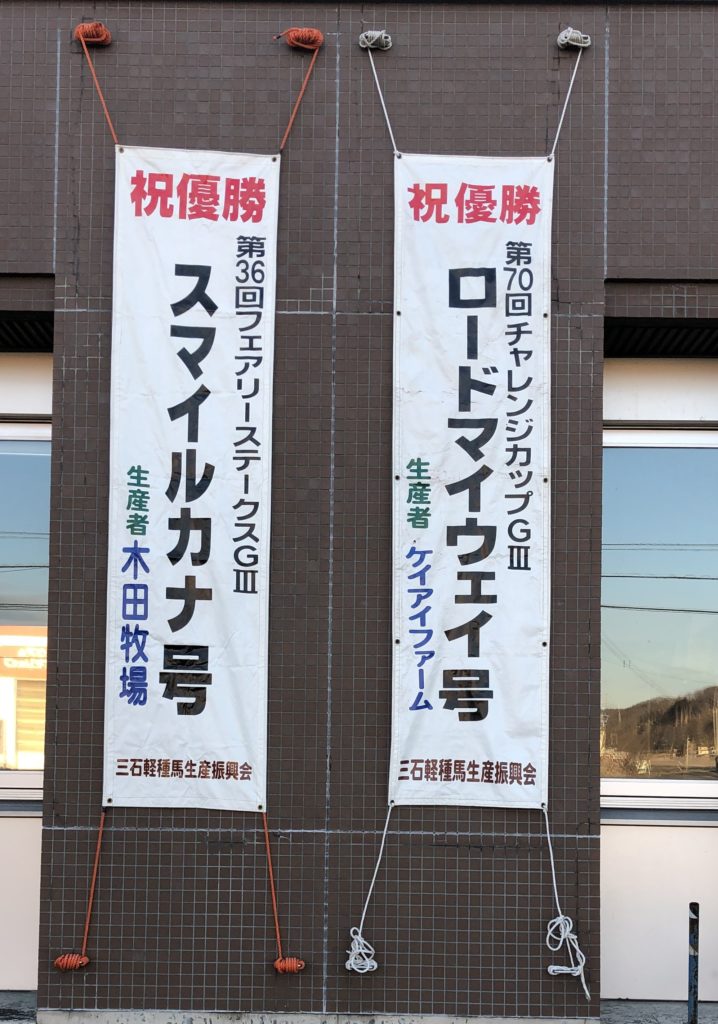 祝優勝
第70回チャレンジカップGⅢ
ロードマイウェイ号
生産者 ケイアイファーム
三石軽種馬生産振興会
祝優勝
第36回フェアリーステークスGⅢ
スマイルカナ号
生産者 木田牧場
三石軽種馬生産振興会